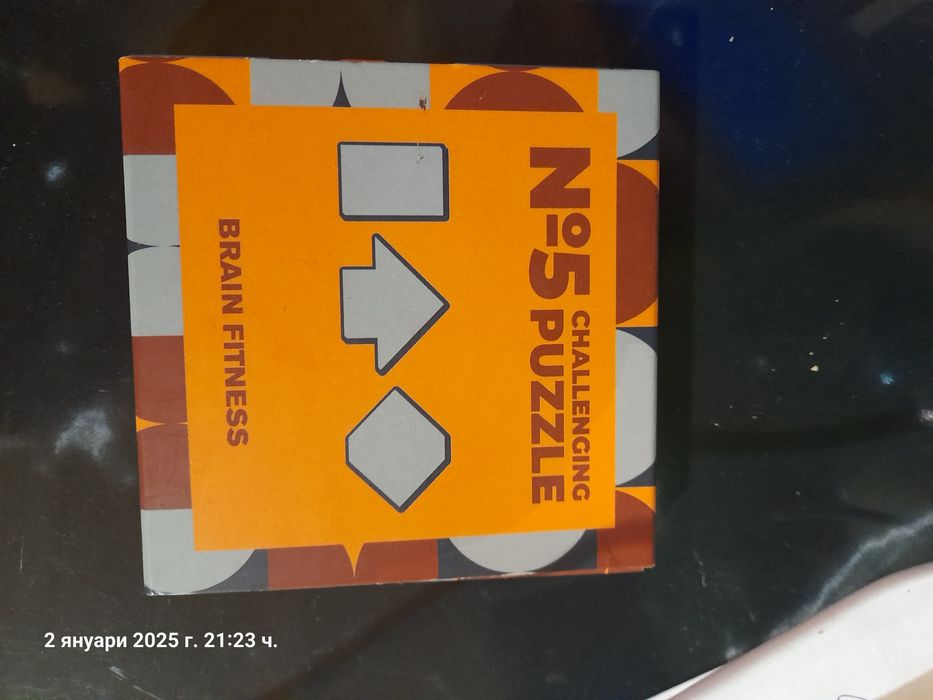 Nº5 CHALLENGING
PUZZLE
BRAIN FITNESS
2 януари 2025 г. 21:23 ч.